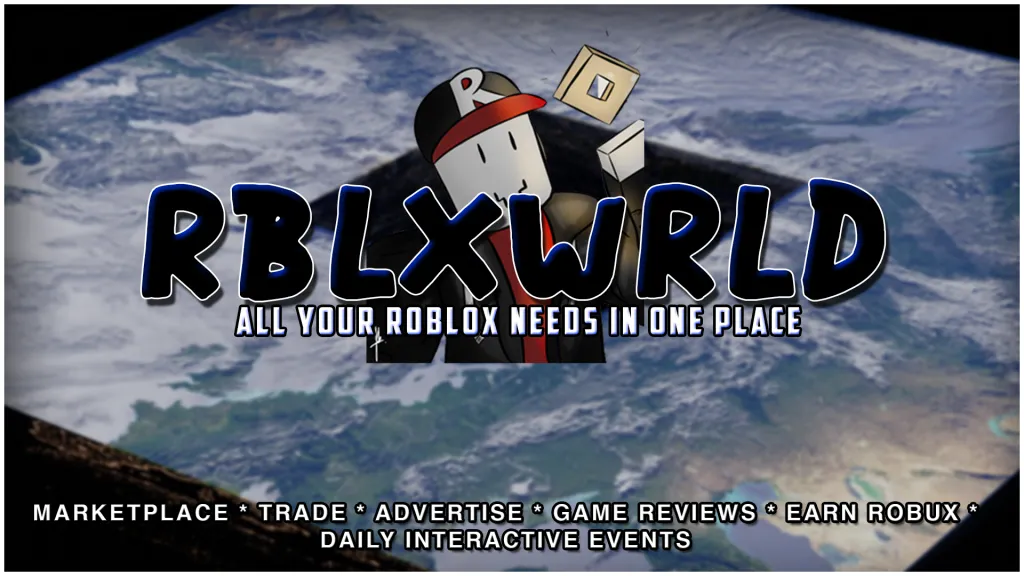 R
RBLXWRLD
ALL YOUR ROBLOX NEEDS IN ONE PLACE
MARKETPLACE * TRADE * ADVERTISE * GAME REVIEWS * EARN ROBUX *
DAILY INTERACTIVE EVENTS